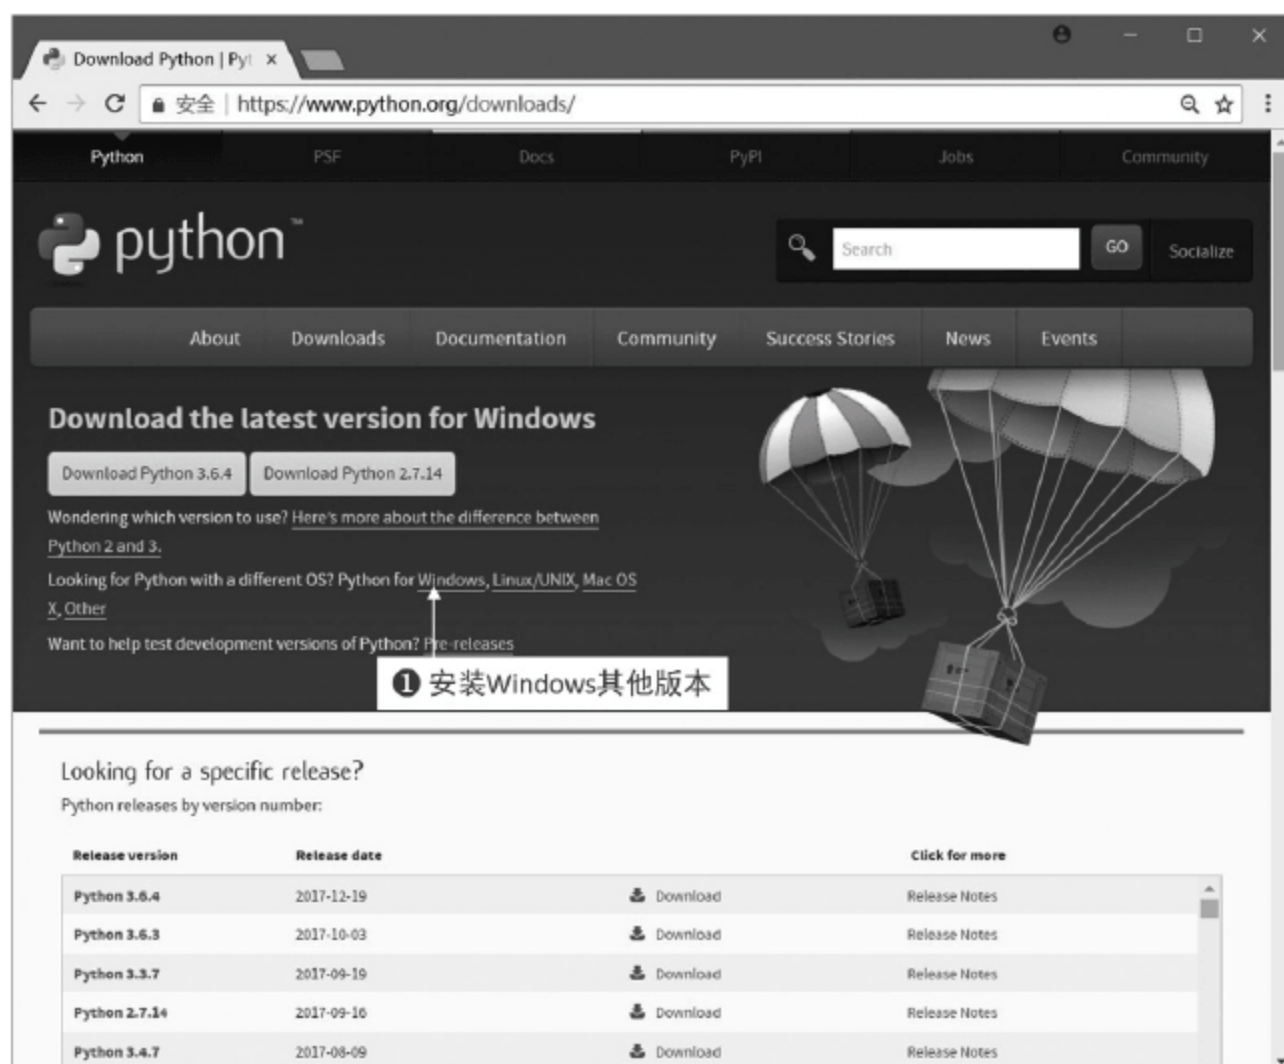 Download Python | Pyt ×
安全 | https://www.python.org/downloads/
Python PSF Docs PyPI Jobs Community
python™
Search GO Socialize
About Downloads Documentation Community Success Stories News Events
Download the latest version for Windows
Download Python 3.6.4 Download Python 2.7.14
Wondering which version to use? Here's more about the difference between
Python 2 and 3.
Looking for Python with a different OS? Python for Windows, Linux/UNIX, Mac OS
X, Other
Want to help test development versions of Python? Pre-releases
❶ 安装Windows其他版本
Looking for a specific release?
Python releases by version number:
Release version Release date Click for more
Python 3.6.4 2017-12-19 Download Release Notes
Python 3.6.3 2017-10-03 Download Release Notes
Python 3.3.7 2017-09-19 Download Release Notes
Python 2.7.14 2017-09-16 Download Release Notes
Python 3.4.7 2017-08-09 Download Release Notes